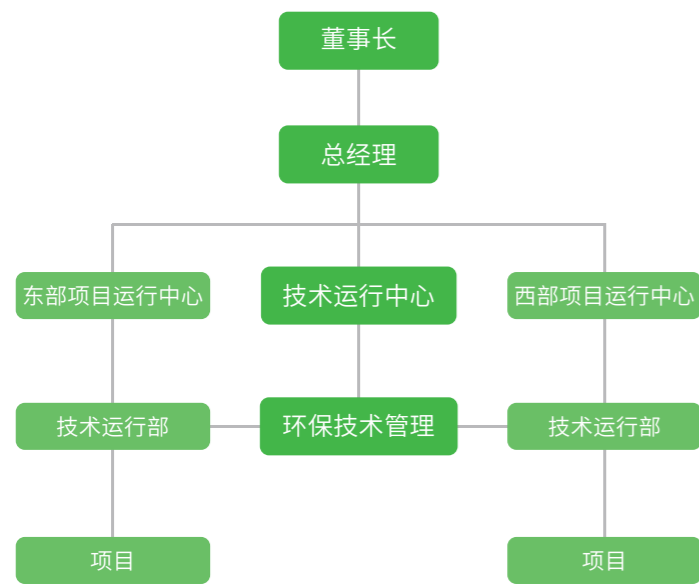 董事长
总经理
东部项目运行中心
技术运行中心
西部项目运行中心
技术运行部
环保技术管理
技术运行部
项目
项目